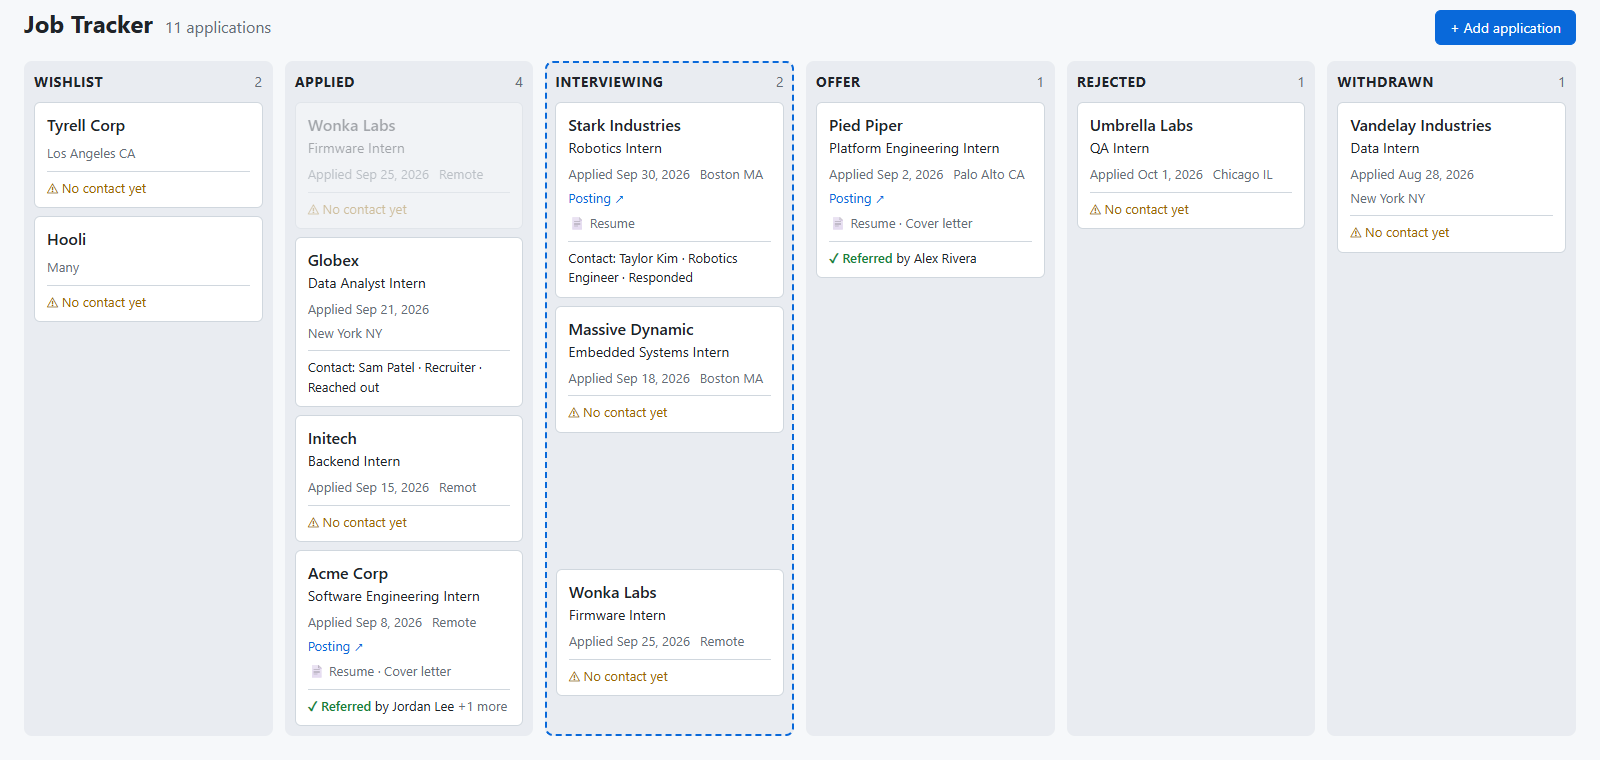 Job Tracker 11 applications
+ Add application
WISHLIST 2
Tyrell Corp
Los Angeles CA
⚠ No contact yet
Hooli
Many
⚠ No contact yet
APPLIED 4
Wonka Labs
Firmware Intern
Applied Sep 25, 2026 Remote
⚠ No contact yet
Globex
Data Analyst Intern
Applied Sep 21, 2026
New York NY
Contact: Sam Patel · Recruiter ·
Reached out
Initech
Backend Intern
Applied Sep 15, 2026 Remot
⚠ No contact yet
Acme Corp
Software Engineering Intern
Applied Sep 8, 2026 Remote
Posting ↗
Resume · Cover letter
✓ Referred by Jordan Lee +1 more
INTERVIEWING 2
Stark Industries
Robotics Intern
Applied Sep 30, 2026 Boston MA
Posting ↗
Resume
Contact: Taylor Kim · Robotics
Engineer · Responded
Massive Dynamic
Embedded Systems Intern
Applied Sep 18, 2026 Boston MA
⚠ No contact yet
Wonka Labs
Firmware Intern
Applied Sep 25, 2026 Remote
⚠ No contact yet
OFFER 1
Pied Piper
Platform Engineering Intern
Applied Sep 2, 2026 Palo Alto CA
Posting ↗
Resume · Cover letter
✓ Referred by Alex Rivera
REJECTED 1
Umbrella Labs
QA Intern
Applied Oct 1, 2026 Chicago IL
⚠ No contact yet
WITHDRAWN 1
Vandelay Industries
Data Intern
Applied Aug 28, 2026
New York NY
⚠ No contact yet